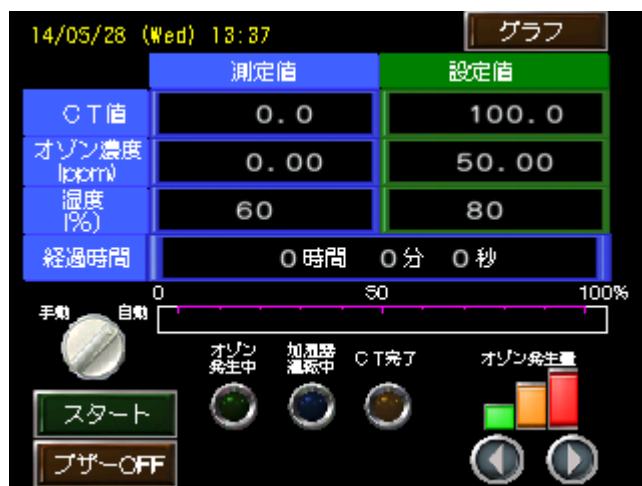 14/05/28 (Wed) 13:37
グラフ
測定値 設定値
CT値 0.0 100.0
オゾン濃度 (ppm) 0.00 50.00
湿度 (%) 60 80
経過時間 0時間 0分 0秒
0 50 100%
手動 自動
オゾン発生中 加湿器運転中 CT完了 オゾン発生量
スタート
ブザーOFF